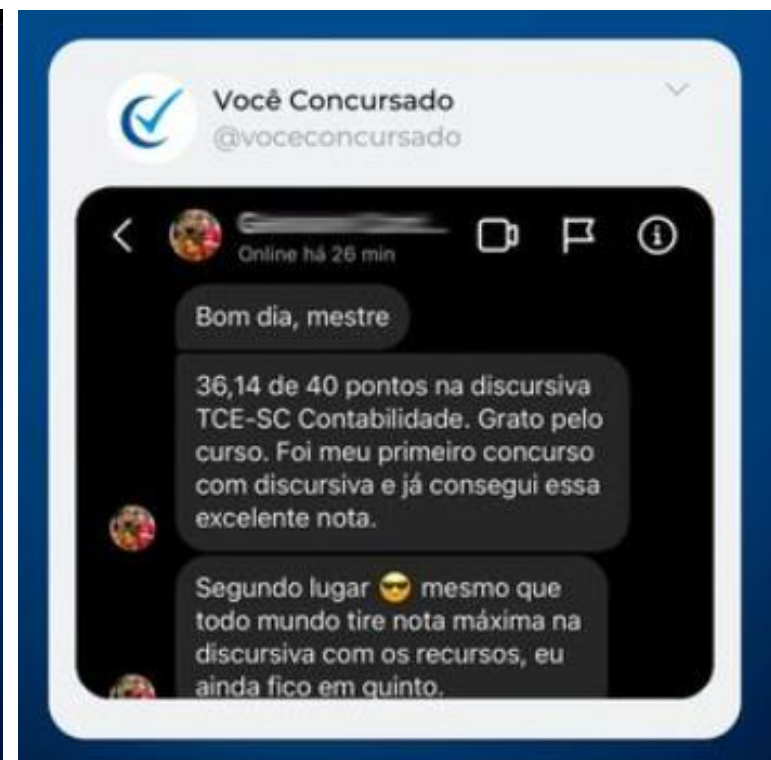 Você Concursado
@voceconcursado
Online há 26 min
Bom dia, mestre
36,14 de 40 pontos na discursiva
TCE-SC Contabilidade. Grato pelo
curso. Foi meu primeiro concurso
com discursiva e já consegui essa
excelente nota.
Segundo lugar 😎 mesmo que
todo mundo tire nota máxima na
discursiva com os recursos, eu
ainda fico em quinto.